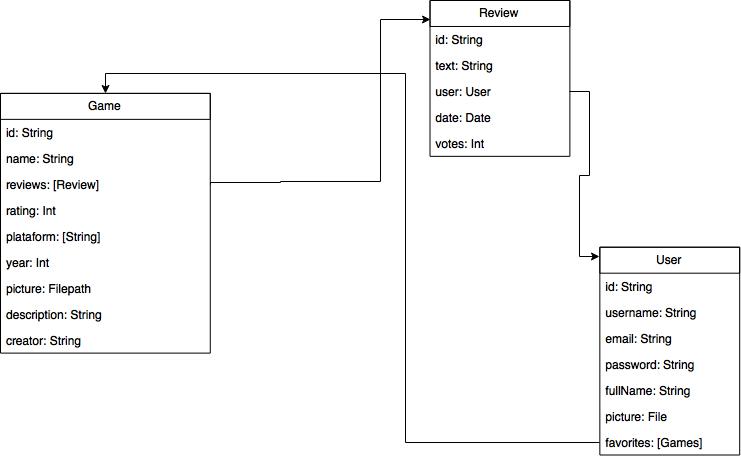 Review
id: String
text: String
user: User
date: Date
votes: Int
Game
id: String
name: String
reviews: [Review]
rating: Int
plataform: [String]
year: Int
picture: Filepath
description: String
creator: String
User
id: String
username: String
email: String
password: String
fullName: String
picture: File
favorites: [Games]